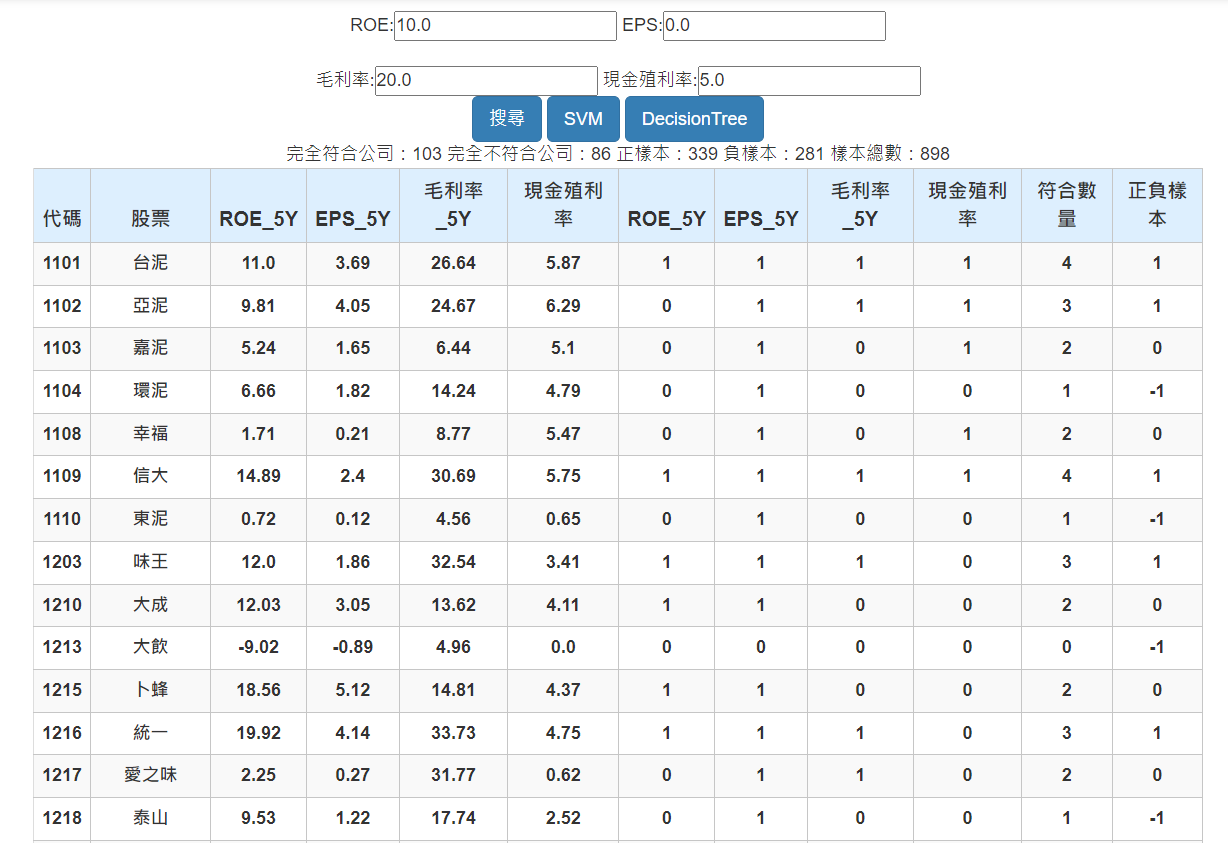 ROE:10.0 EPS:0.0
毛利率:20.0 現金殖利率:5.0
搜尋 SVM DecisionTree
完全符合公司：103 完全不符合公司：86 正樣本：339 負樣本：281 樣本總數：898
代碼 股票 ROE_5Y EPS_5Y 毛利率_5Y 現金殖利率 ROE_5Y EPS_5Y 毛利率_5Y 現金殖利率 符合數量 正負樣本
1101 台泥 11.0 3.69 26.64 5.87 1 1 1 1 4 1
1102 亞泥 9.81 4.05 24.67 6.29 0 1 1 1 3 1
1103 嘉泥 5.24 1.65 6.44 5.1 0 1 0 1 2 0
1104 環泥 6.66 1.82 14.24 4.79 0 1 0 0 1 -1
1108 幸福 1.71 0.21 8.77 5.47 0 1 0 1 2 0
1109 信大 14.89 2.4 30.69 5.75 1 1 1 1 4 1
1110 東泥 0.72 0.12 4.56 0.65 0 1 0 0 1 -1
1203 味王 12.0 1.86 32.54 3.41 1 1 1 0 3 1
1210 大成 12.03 3.05 13.62 4.11 1 1 0 0 2 0
1213 大飲 -9.02 -0.89 4.96 0.0 0 0 0 0 0 -1
1215 卜蜂 18.56 5.12 14.81 4.37 1 1 0 0 2 0
1216 統一 19.92 4.14 33.73 4.75 1 1 1 0 3 1
1217 愛之味 2.25 0.27 31.77 0.62 0 1 1 0 2 0
1218 泰山 9.53 1.22 17.74 2.52 0 1 0 0 1 -1